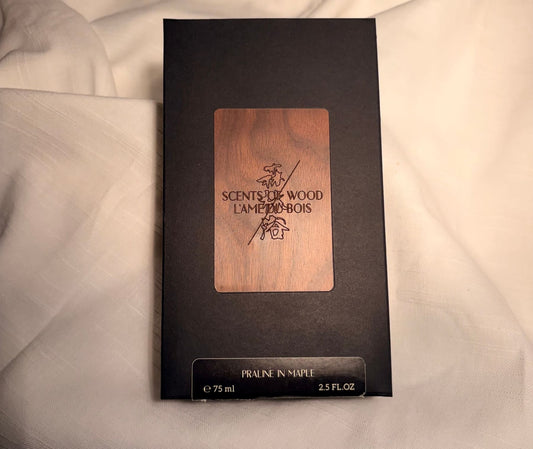 SCENTS OF WOOD
L'AME DU BOIS
PRALINE IN MAPLE
℮ 75 ml 2.5 FL.OZ